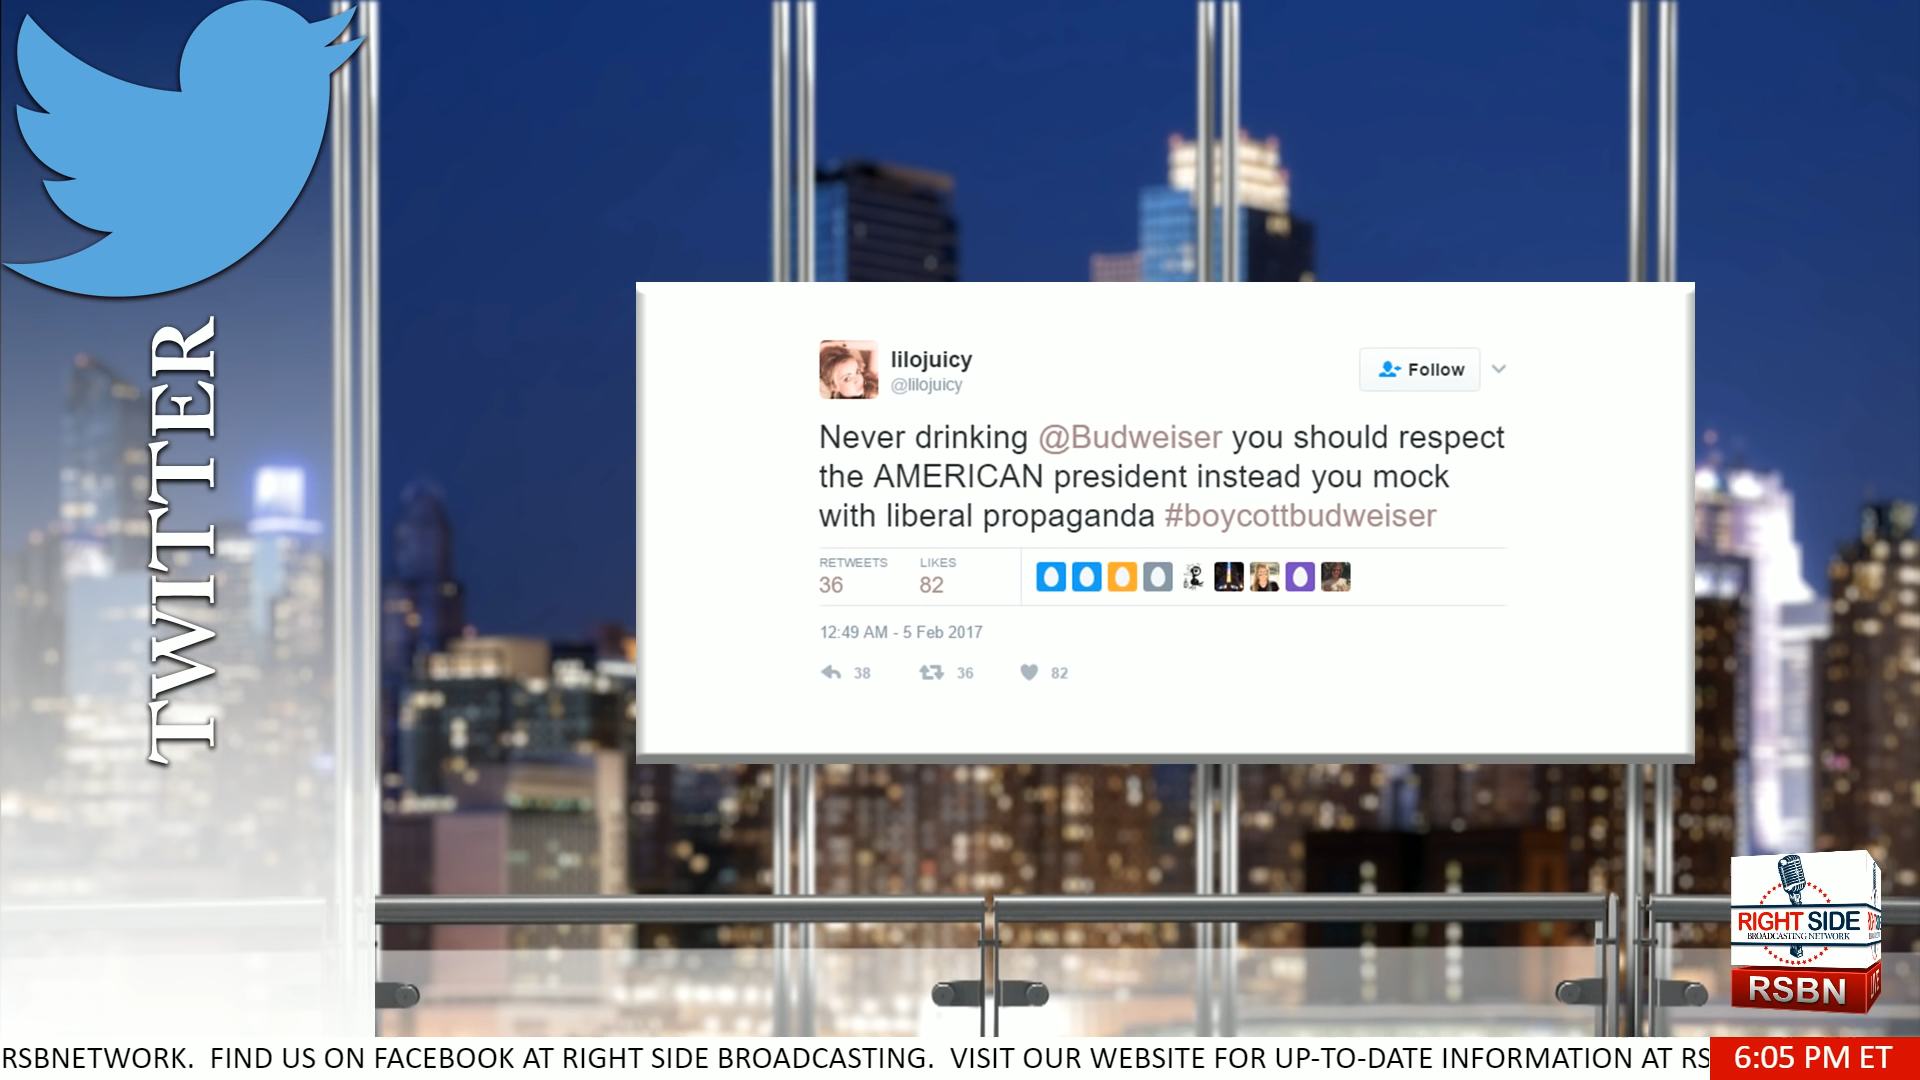 TWITTER
lilojuicy
@lilojuicy
Follow
Never drinking @Budweiser you should respect
the AMERICAN president instead you mock
with liberal propaganda #boycottbudweiser
RETWEETS LIKES
36 82
12:49 AM - 5 Feb 2017
38 36 82
RIGHT SIDE
BROADCASTING NETWORK
RSBN
LIVE
RSBNETWORK. FIND US ON FACEBOOK AT RIGHT SIDE BROADCASTING. VISIT OUR WEBSITE FOR UP-TO-DATE INFORMATION AT RS
6:05 PM ET